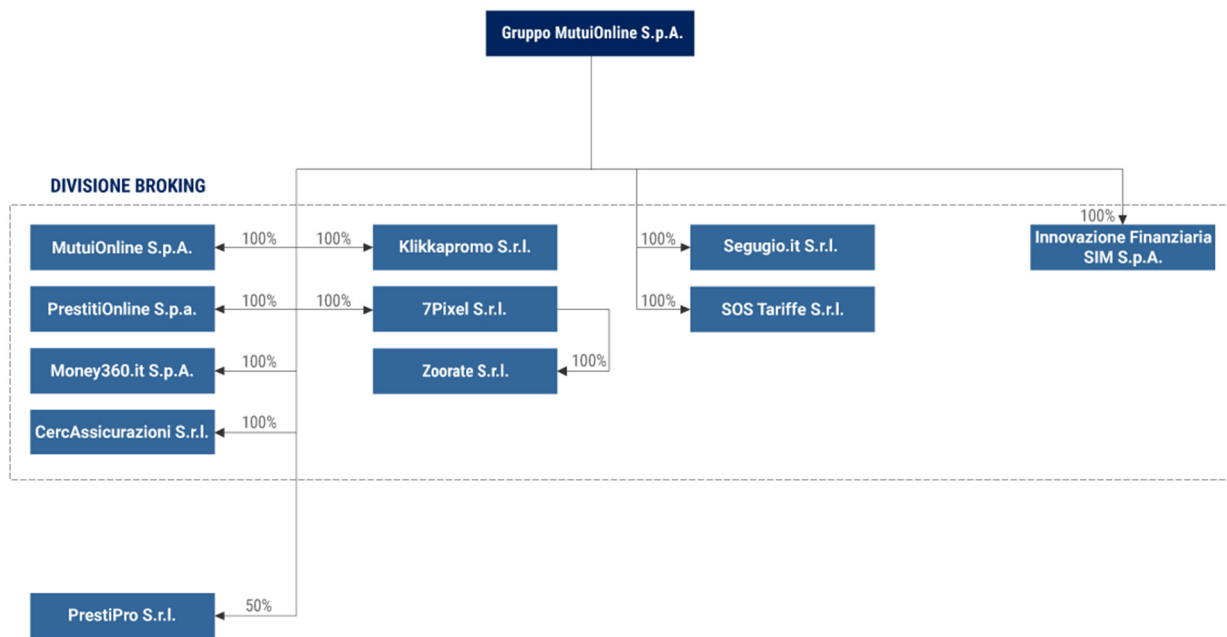 Gruppo MutuiOnline S.p.A.
DIVISIONE BROKING
100%
MutuiOnline S.p.A.
100%
100%
Klikkapromo S.r.l.
100%
Segugio.it S.r.l.
Innovazione Finanziaria
SIM S.p.A.
PrestitiOnline S.p.a.
100%
100%
7Pixel S.r.l.
100%
SOS Tariffe S.r.l.
Money360.it S.p.A.
100%
Zoorate S.r.l.
100%
CercAssicurazioni S.r.l.
100%
PrestiPro S.r.l.
50%